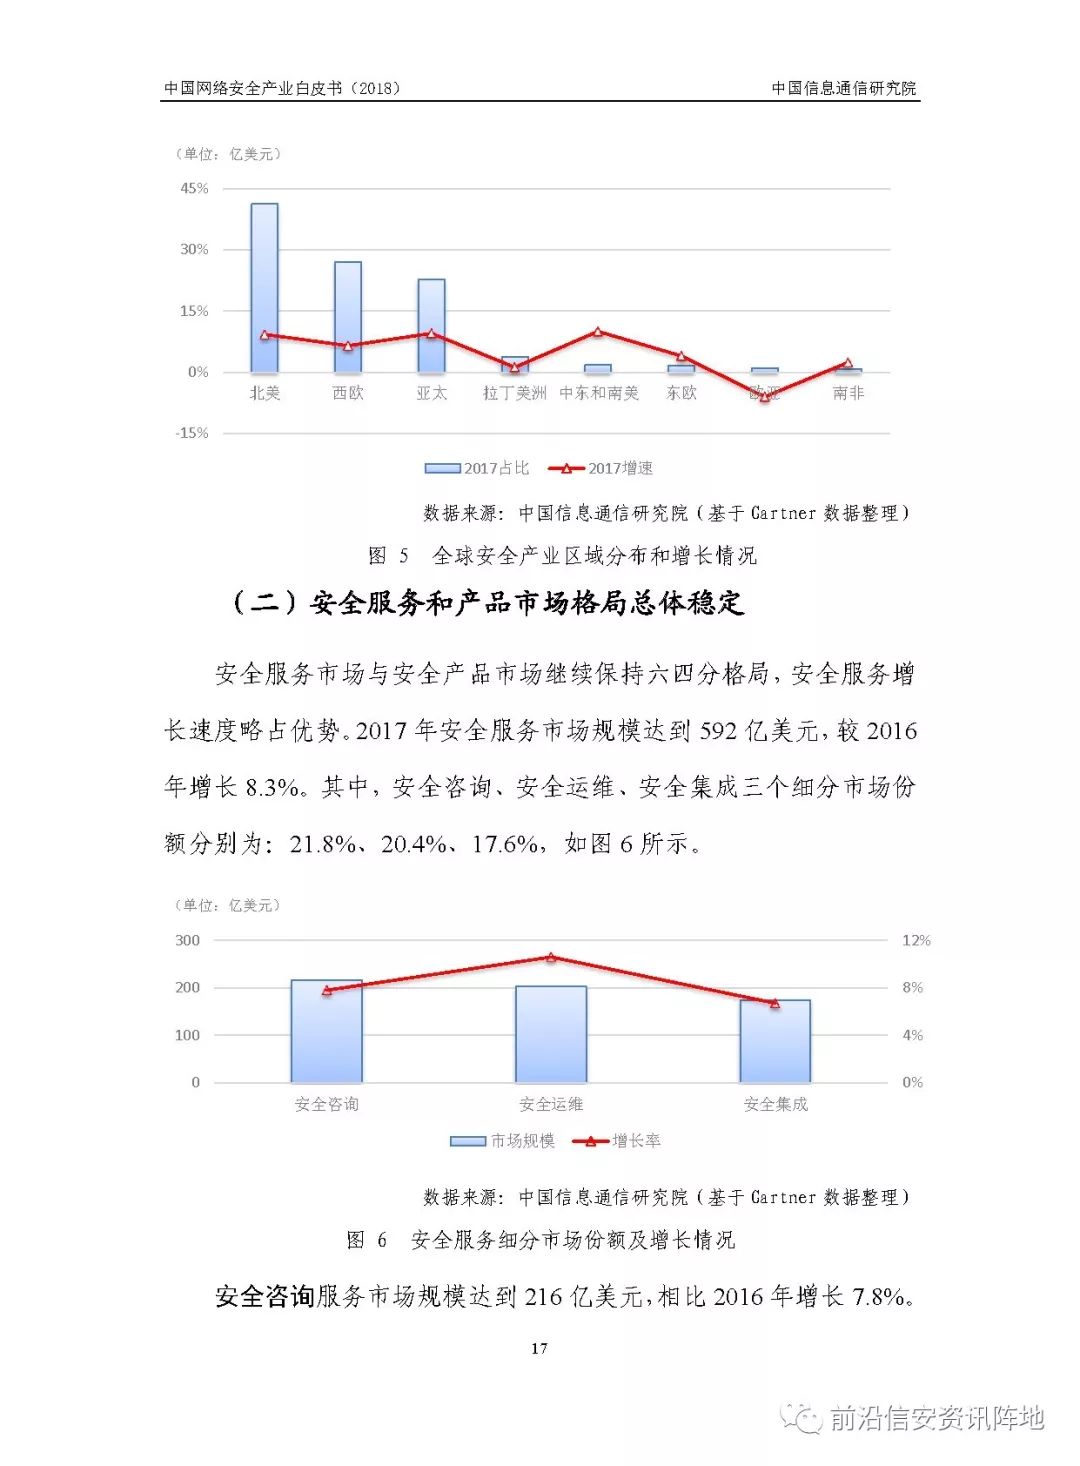 中国网络安全产业白皮书（2018） 中国信息通信研究院
（单位：亿美元）
45%
30%
15%
0%
北美 西欧 亚太 拉丁美洲 中东和南美 东欧 欧亚 南非
-15%
2017占比 2017增速
数据来源：中国信息通信研究院（基于 Gartner 数据整理）
图 5 全球安全产业区域分布和增长情况
（二）安全服务和产品市场格局总体稳定
安全服务市场与安全产品市场继续保持六四分格局，安全服务增
长速度略占优势。2017 年安全服务市场规模达到 592 亿美元，较 2016
年增长 8.3%。其中，安全咨询、安全运维、安全集成三个细分市场份
额分别为：21.8%、20.4%、17.6%，如图 6 所示。
（单位：亿美元）
300 12%
200 8%
100 4%
0 0%
安全咨询 安全运维 安全集成
市场规模 增长率
数据来源：中国信息通信研究院（基于 Gartner 数据整理）
图 6 安全服务细分市场份额及增长情况
安全咨询服务市场规模达到 216 亿美元，相比 2016 年增长 7.8%。
17
前沿信安资讯阵地